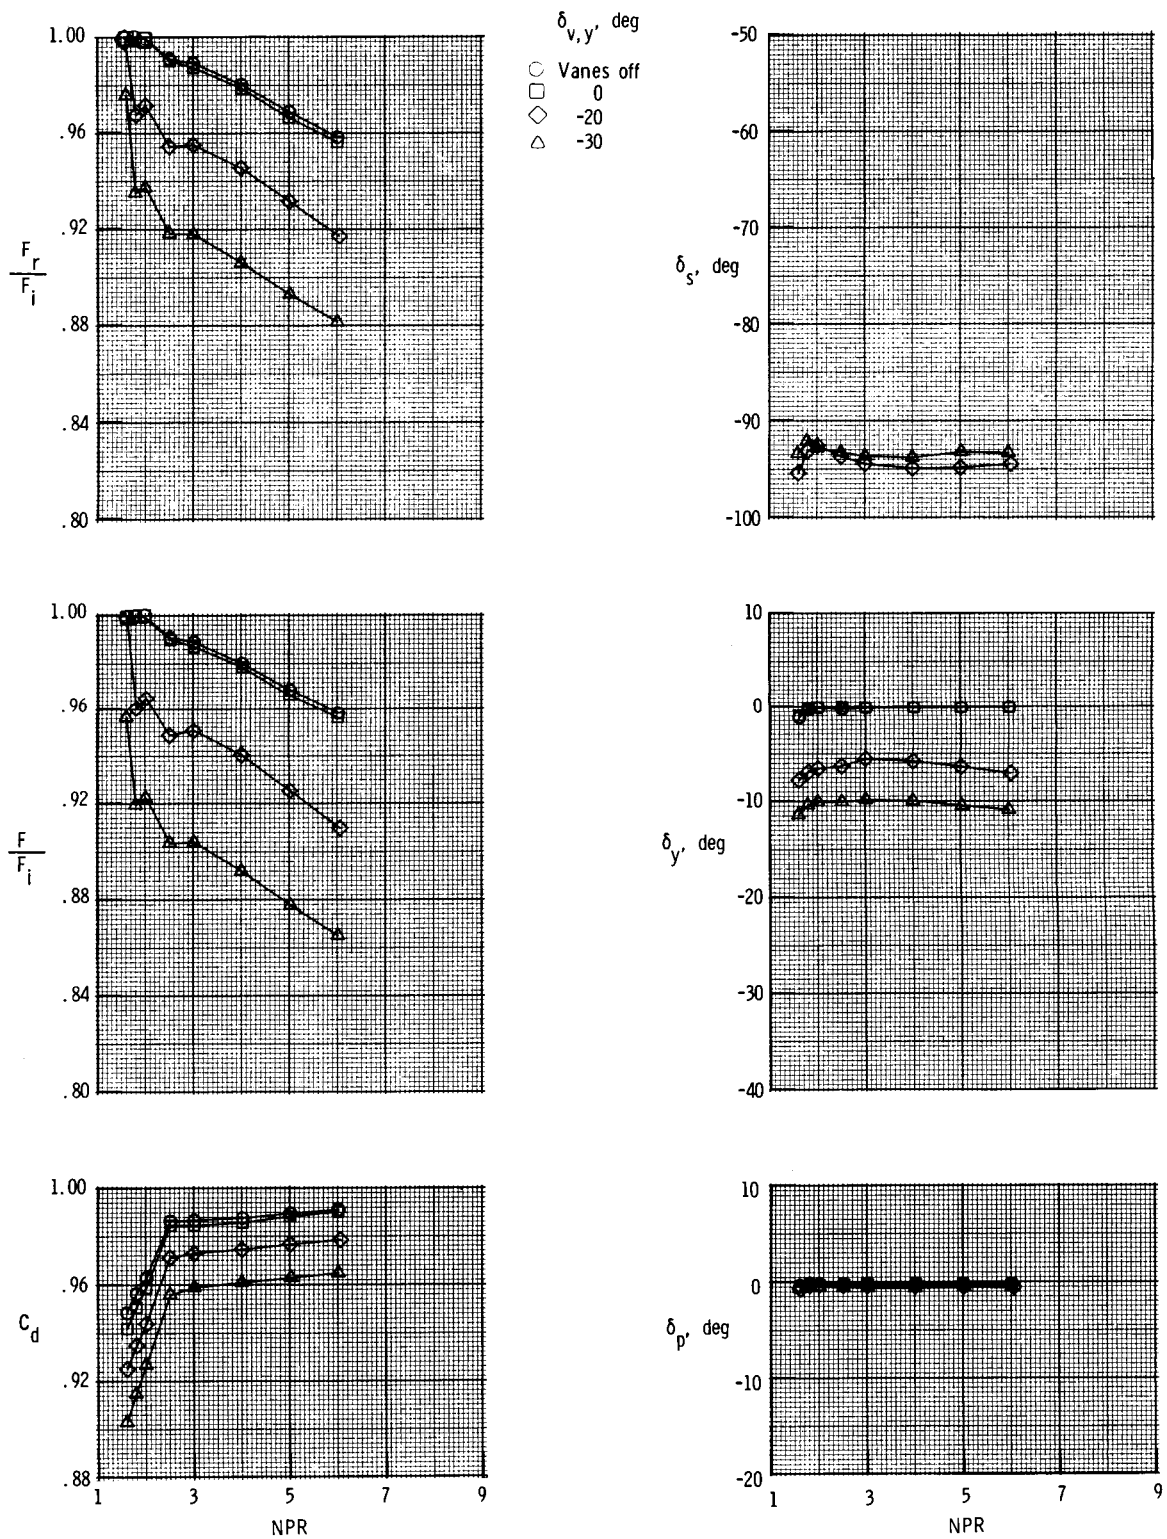 δv,y, deg
Vanes off
0
-20
-30
1.00
.96
.92
.88
.84
.80
Fr
Fi
-50
-60
-70
-80
-90
-100
δs, deg
1.00
.96
.92
.88
.84
.80
F
Fi
10
0
-10
-20
-30
-40
δy, deg
1.00
.96
.92
.88
Cd
1 3 5 7 9
NPR
10
0
-10
-20
δp, deg
1 3 5 7 9
NPR